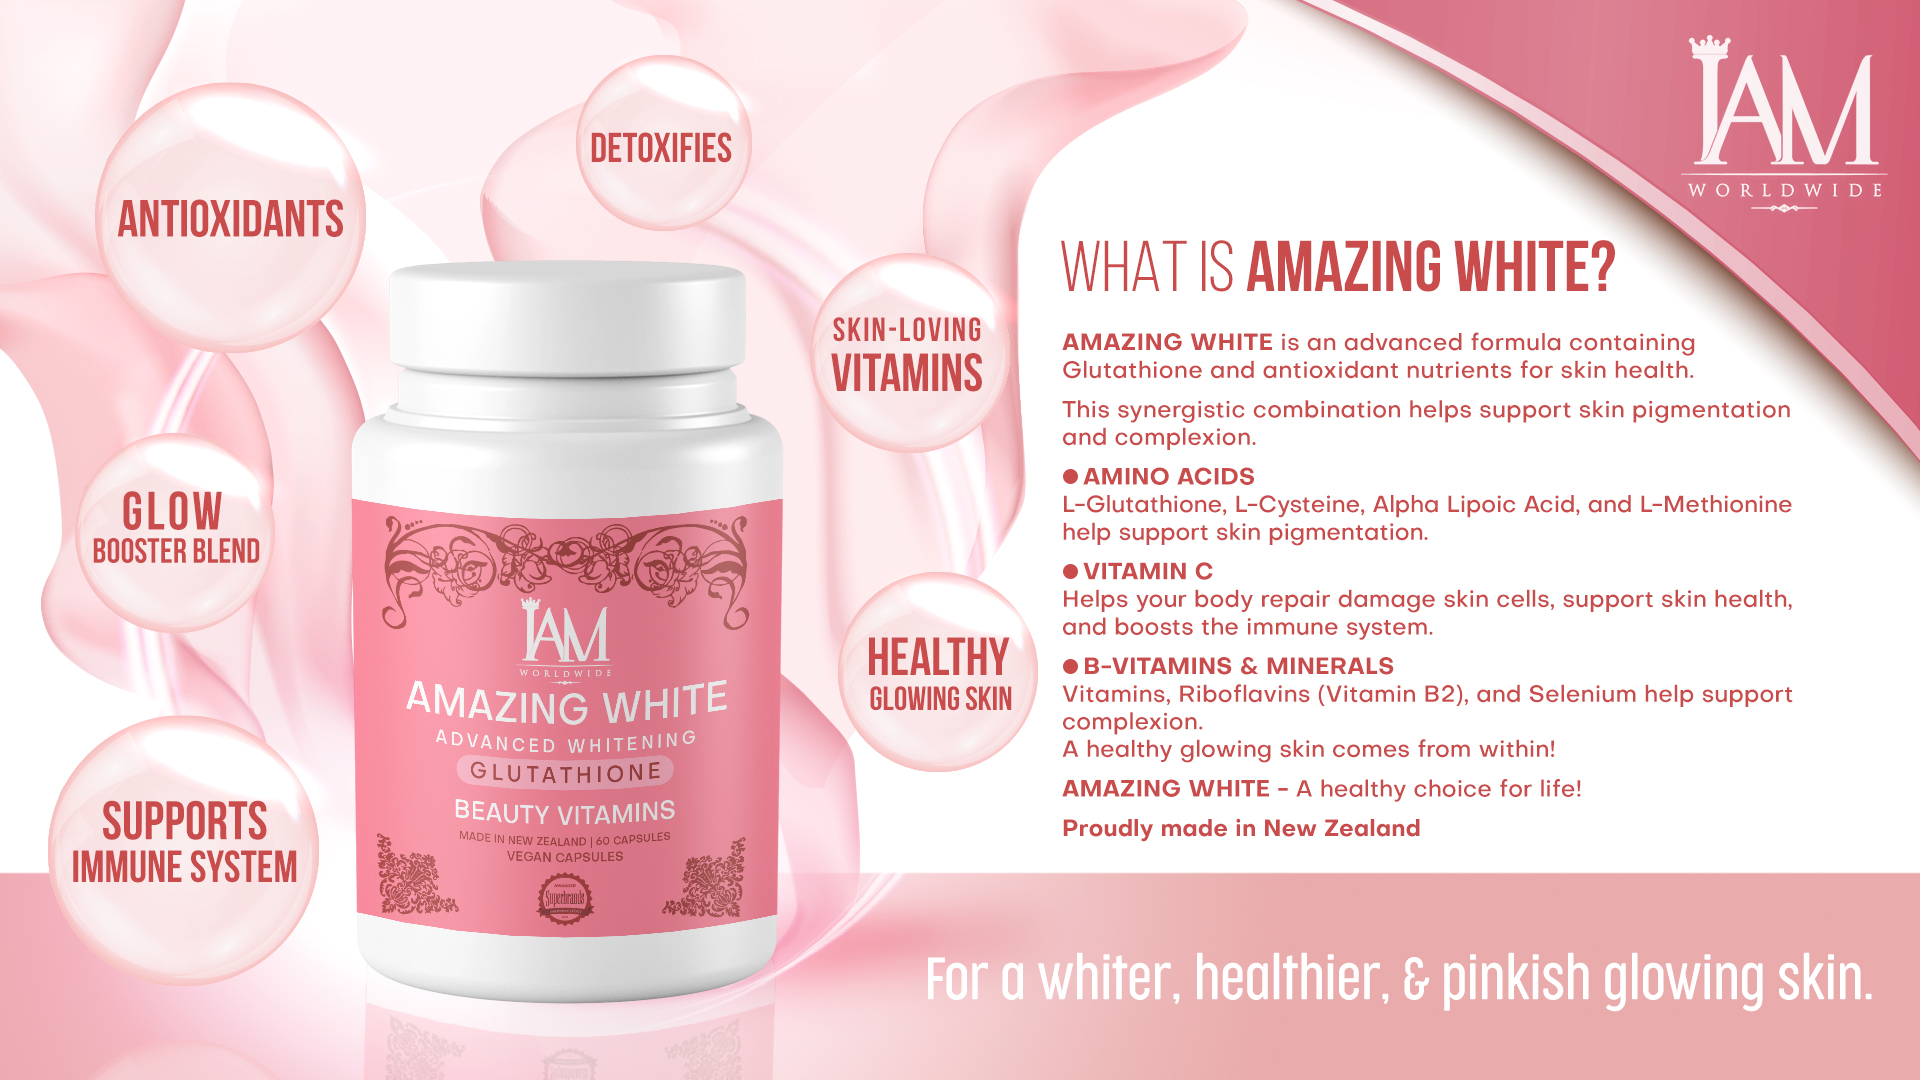 IAM
WORLDWIDE
ANTIOXIDANTS
DETOXIFIES
SKIN-LOVING
VITAMINS
GLOW
BOOSTER BLEND
HEALTHY
GLOWING SKIN
SUPPORTS
IMMUNE SYSTEM
IAM
WORLDWIDE
AMAZING WHITE
ADVANCED WHITENING
GLUTATHIONE
BEAUTY VITAMINS
MADE IN NEW ZEALAND | 60 CAPSULES
VEGAN CAPSULES
Superbrands
WHAT IS AMAZING WHITE?
AMAZING WHITE is an advanced formula containing
Glutathione and antioxidant nutrients for skin health.
This synergistic combination helps support skin pigmentation
and complexion.
● AMINO ACIDS
L-Glutathione, L-Cysteine, Alpha Lipoic Acid, and L-Methionine
help support skin pigmentation.
● VITAMIN C
Helps your body repair damage skin cells, support skin health,
and boosts the immune system.
● B-VITAMINS & MINERALS
Vitamins, Riboflavins (Vitamin B2), and Selenium help support
complexion.
A healthy glowing skin comes from within!
AMAZING WHITE - A healthy choice for life!
Proudly made in New Zealand
For a whiter, healthier, & pinkish glowing skin.